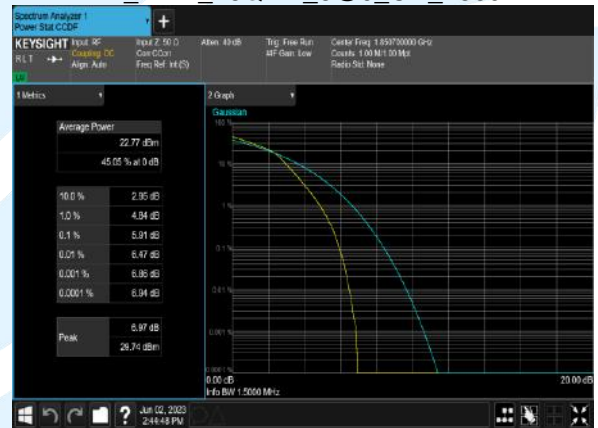 Spectrum Analyzer 1
Power Stat CCDF
KEYSIGHT
Input: RF
Coupling: DC
Align: Auto
Input Z: 50 Ω
Corr CCorr
Freq Ref: Int (S)
Atten: 40 dB
Trig: Free Run
#IF Gain: Low
Center Freq: 1.850700000 GHz
Counts: 1.00 M/1.00 Mpt
Radio Std: None
1 Metrics
Average Power
22.77 dBm
45.05 % at 0 dB
10.0 % 2.95 dB
1.0 % 4.84 dB
0.1 % 5.91 dB
0.01 % 6.47 dB
0.001 % 6.86 dB
0.0001 % 6.94 dB
Peak
6.97 dB
29.74 dBm
2 Graph
Gaussian
100 %
10 %
1 %
0.1 %
0.01 %
0.001 %
0.0001 %
0.00 dB
20.00 dB
Info BW 1.5000 MHz
Jun 02, 2023
2:44:48 PM